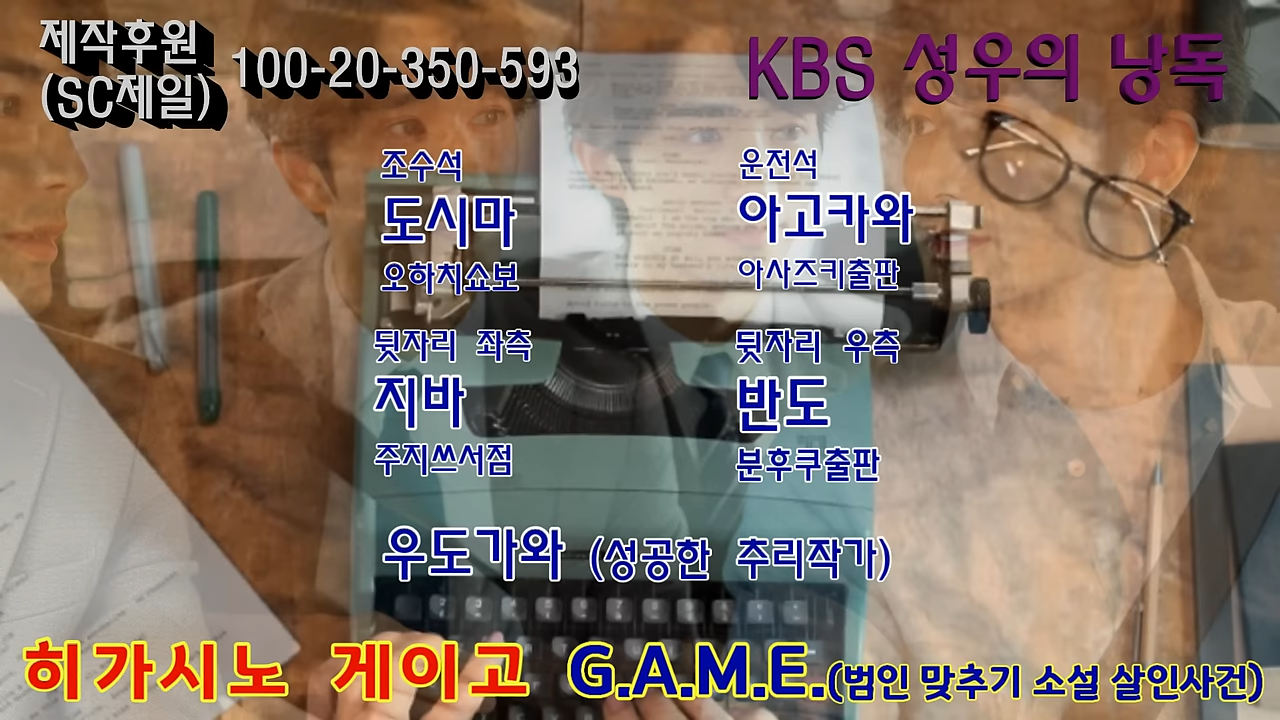 제작후원
(SC제일)
100-20-350-593
KBS 성우의 낭독
조수석
운전석
도시마
아고카와
오하치쇼보
아사즈키출판
뒷자리 좌측
뒷자리 우측
지바
반도
주지쓰서점
분후쿠출판
우도가와 (성공한 추리작가)
히가시노 게이고 G.A.M.E.(범인 맞추기 소설 살인사건)